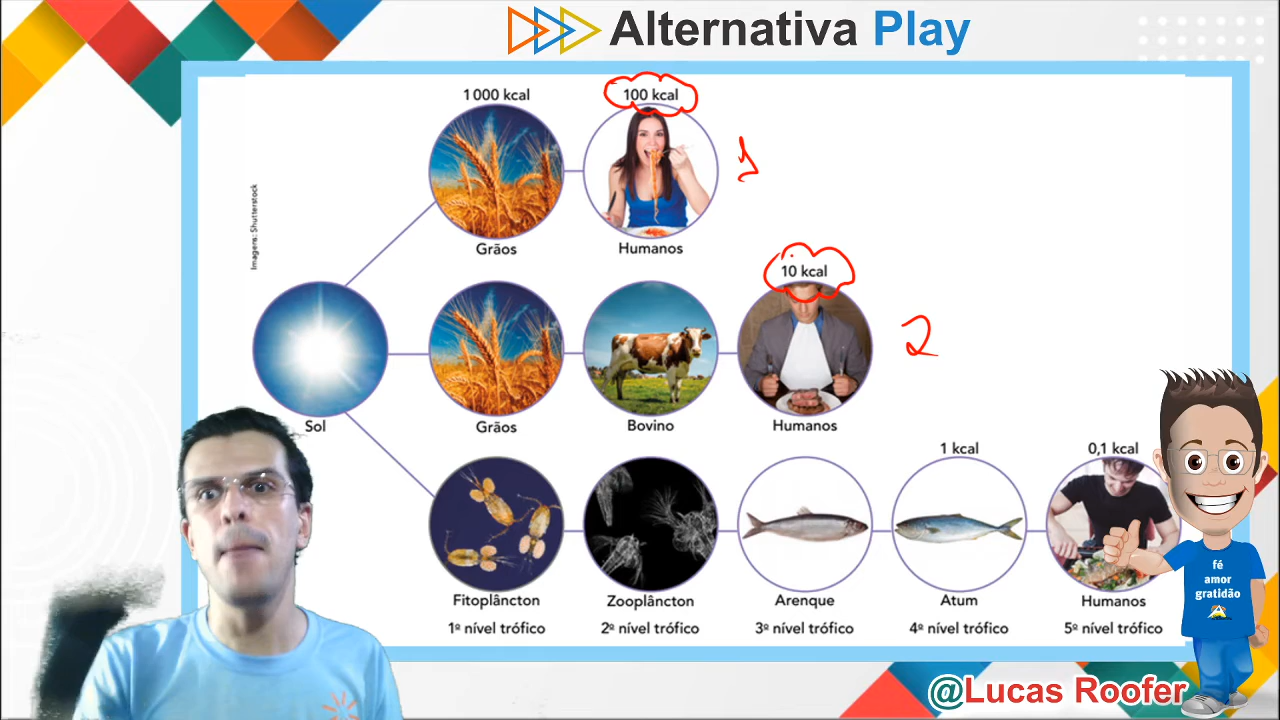 Alternativa Play
1 000 kcal
100 kcal
1
Imagens: Shutterstock
Grãos
Humanos
10 kcal
2
Sol
Grãos
Bovino
Humanos
1 kcal
0,1 kcal
Fitoplâncton
Zooplâncton
Arenque
Atum
Humanos
1º nível trófico
2º nível trófico
3º nível trófico
4º nível trófico
5º nível trófico
fé
amor
gratidão
@Lucas Roofer